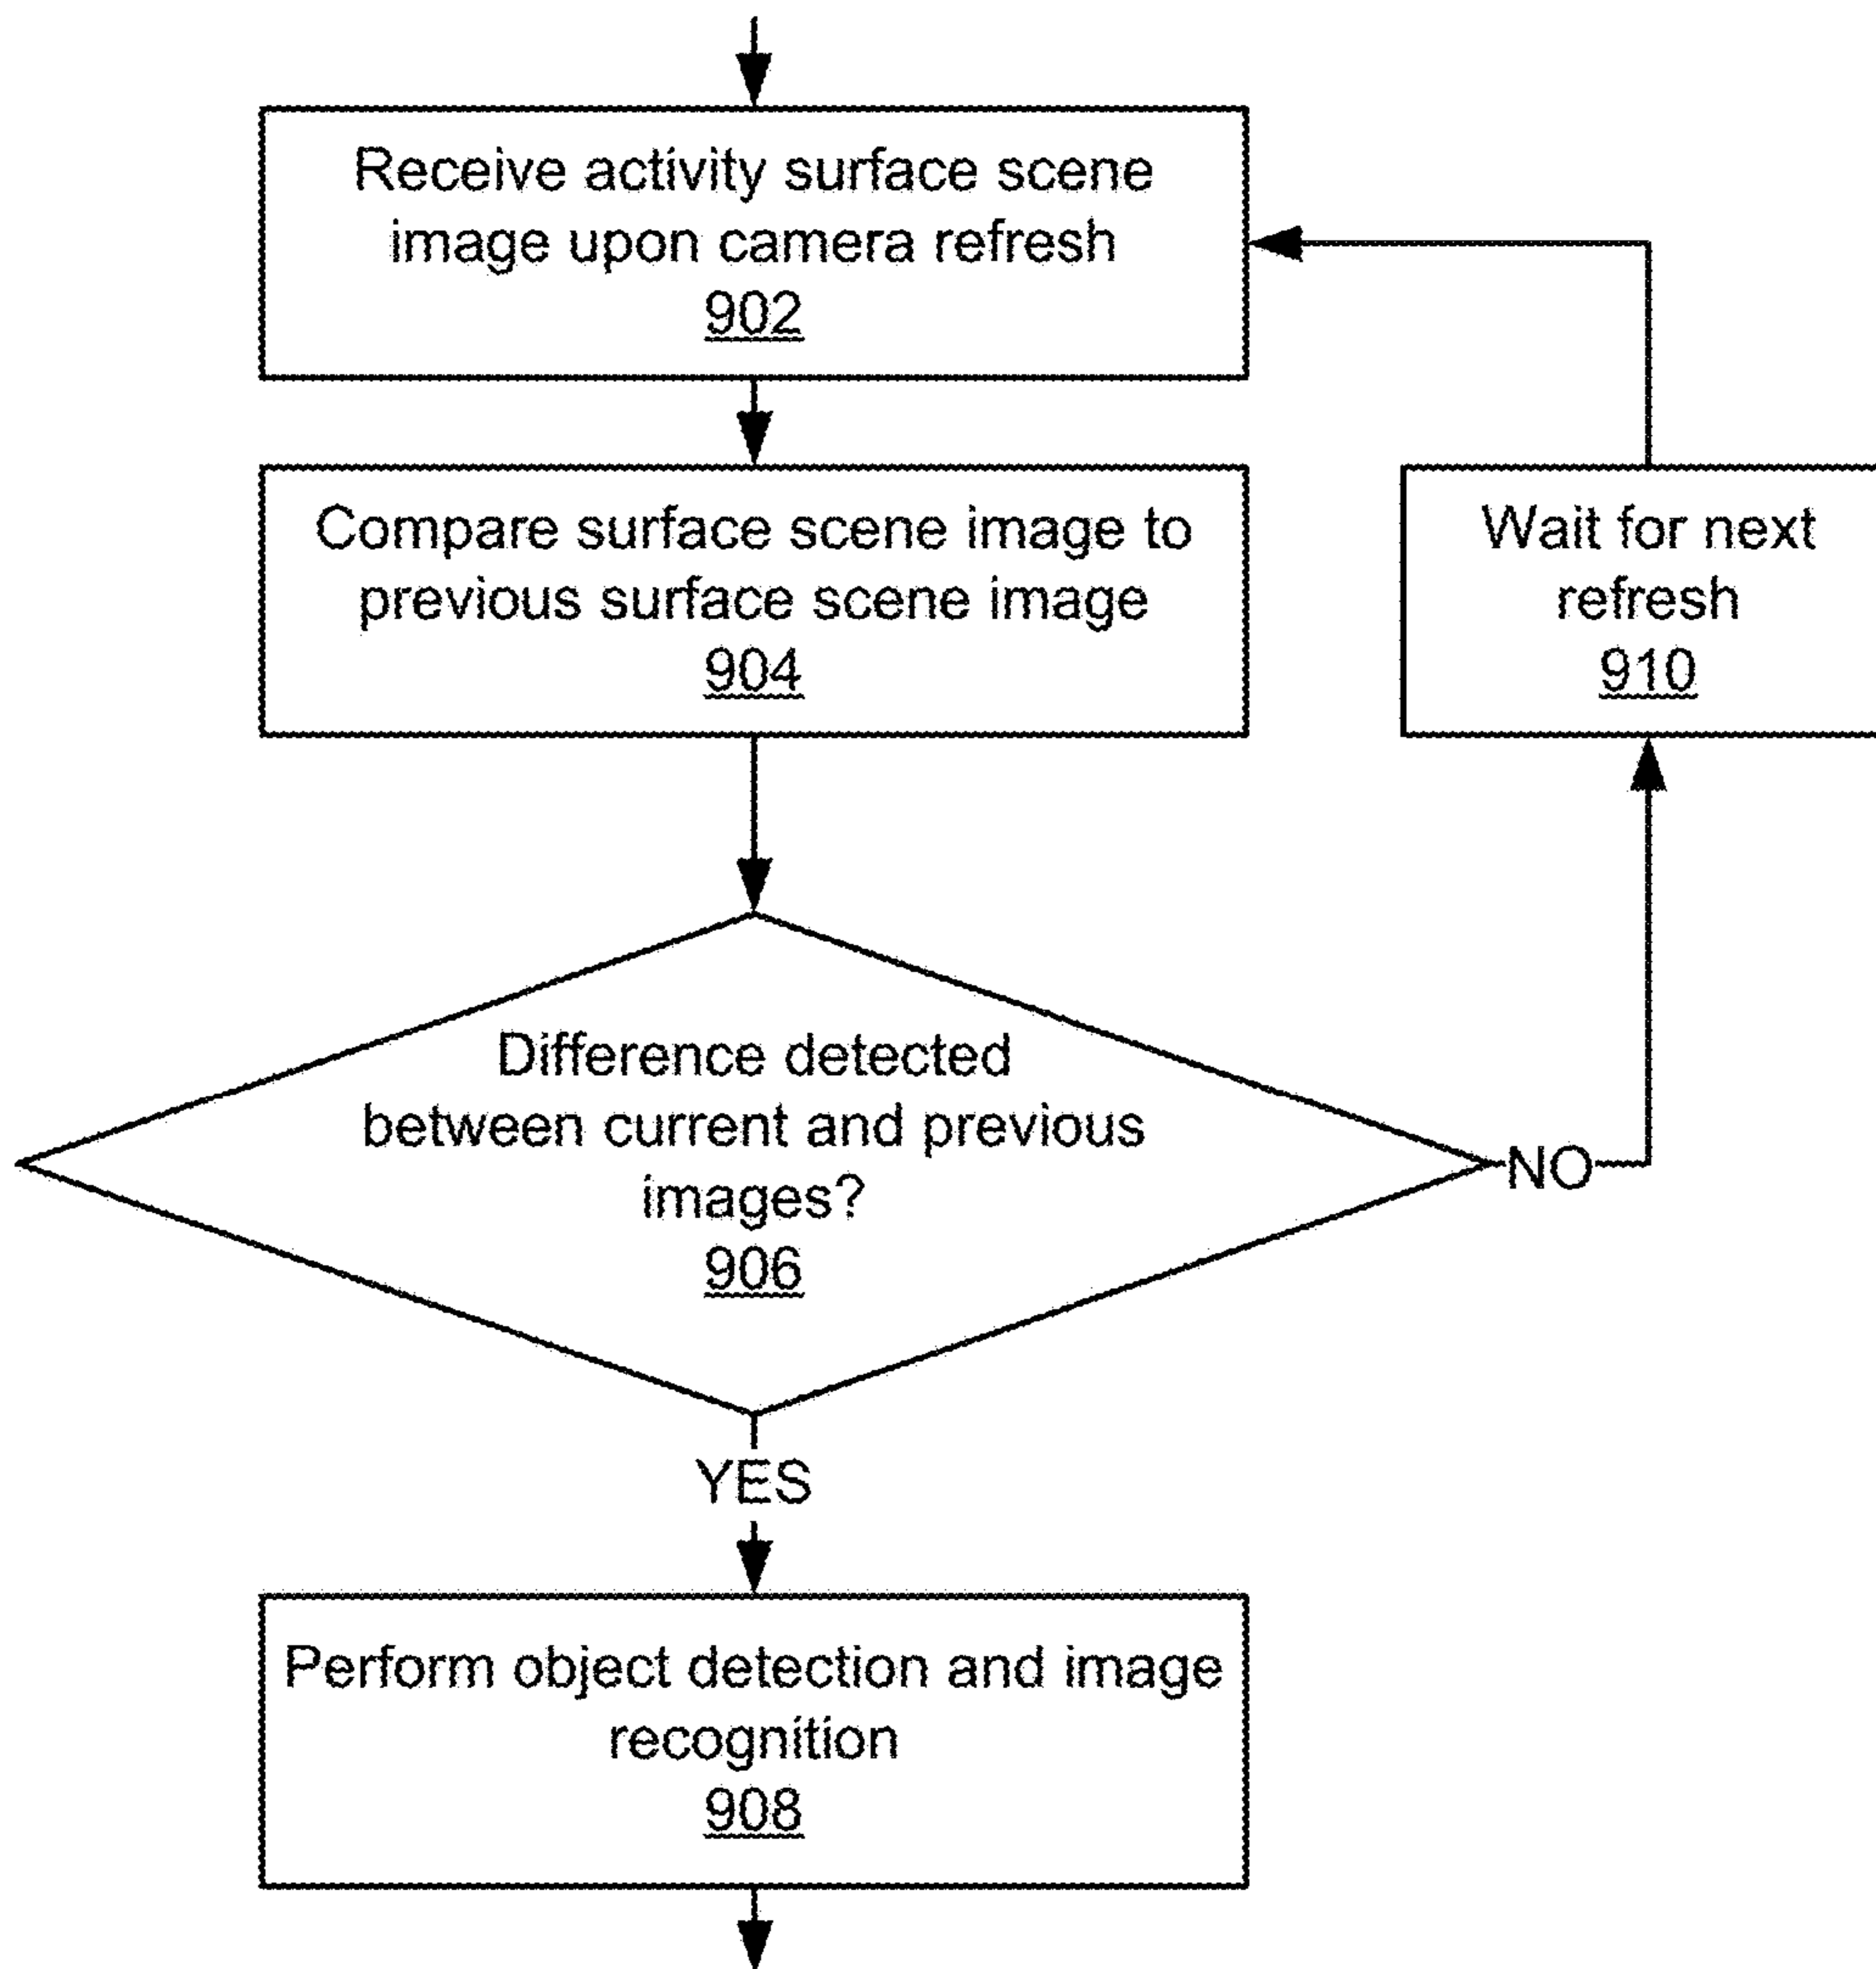 Receive activity surface scene
image upon camera refresh
902
Compare surface scene image to
previous surface scene image
904
Wait for next
refresh
910
Difference detected
between current and previous
images?
906
NO
YES
Perform object detection and image
recognition
908